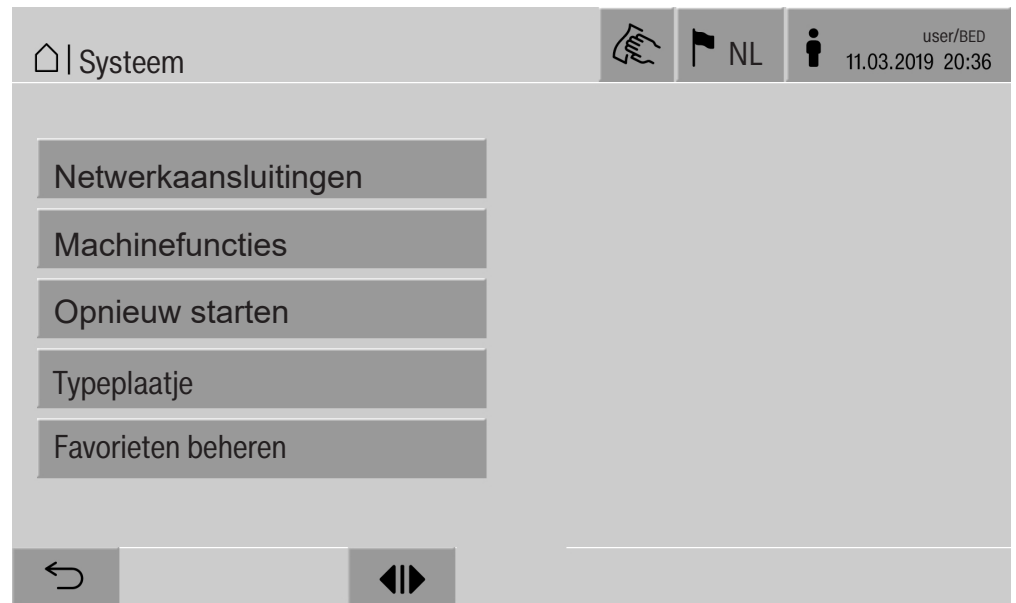 Systeem
NL
user/BED
11.03.2019 20:36
Netwerkaansluitingen
Machinefuncties
Opnieuw starten
Typeplaatje
Favorieten beheren